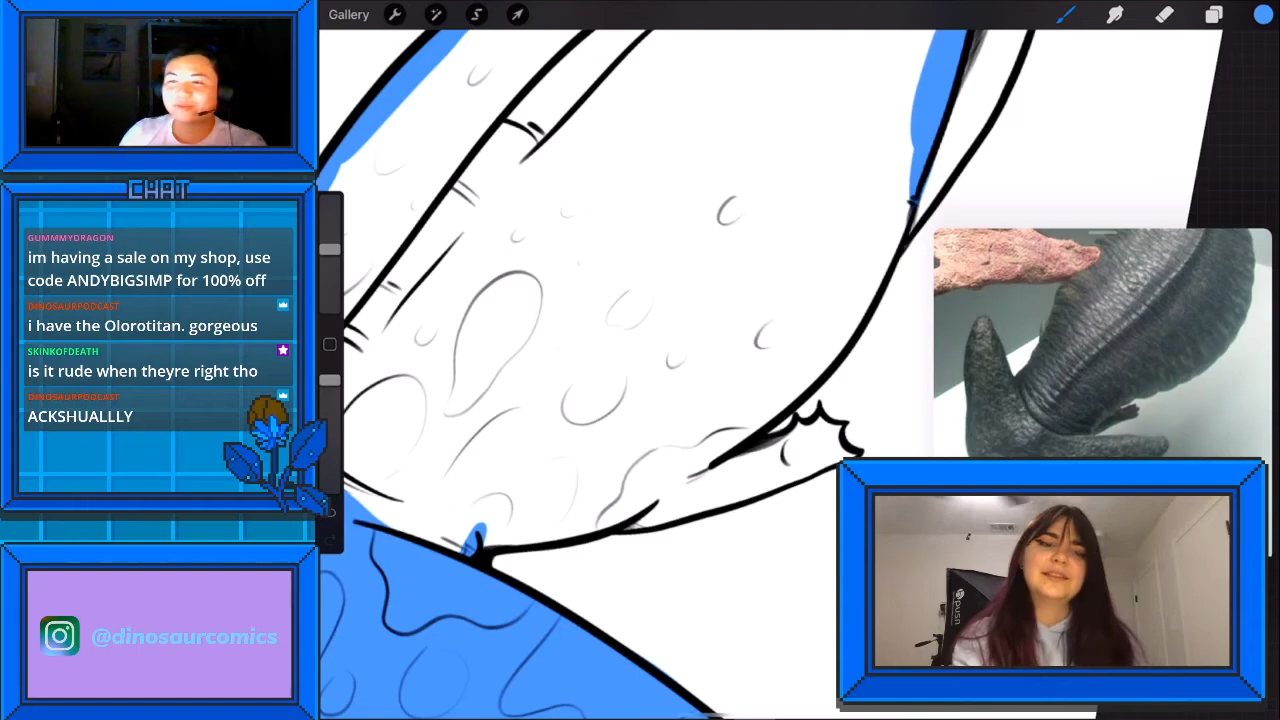 Gallery
CHAT
GUMMMYDRAGON
im having a sale on my shop, use
code ANDYBIGSIMP for 100% off
DINOSAURPODCAST
i have the Olorotitan. gorgeous
SKINKOFDEATH
is it rude when theyre right tho
DINOSAURPODCAST
ACKSHUALLLY
@dinosaurcomics